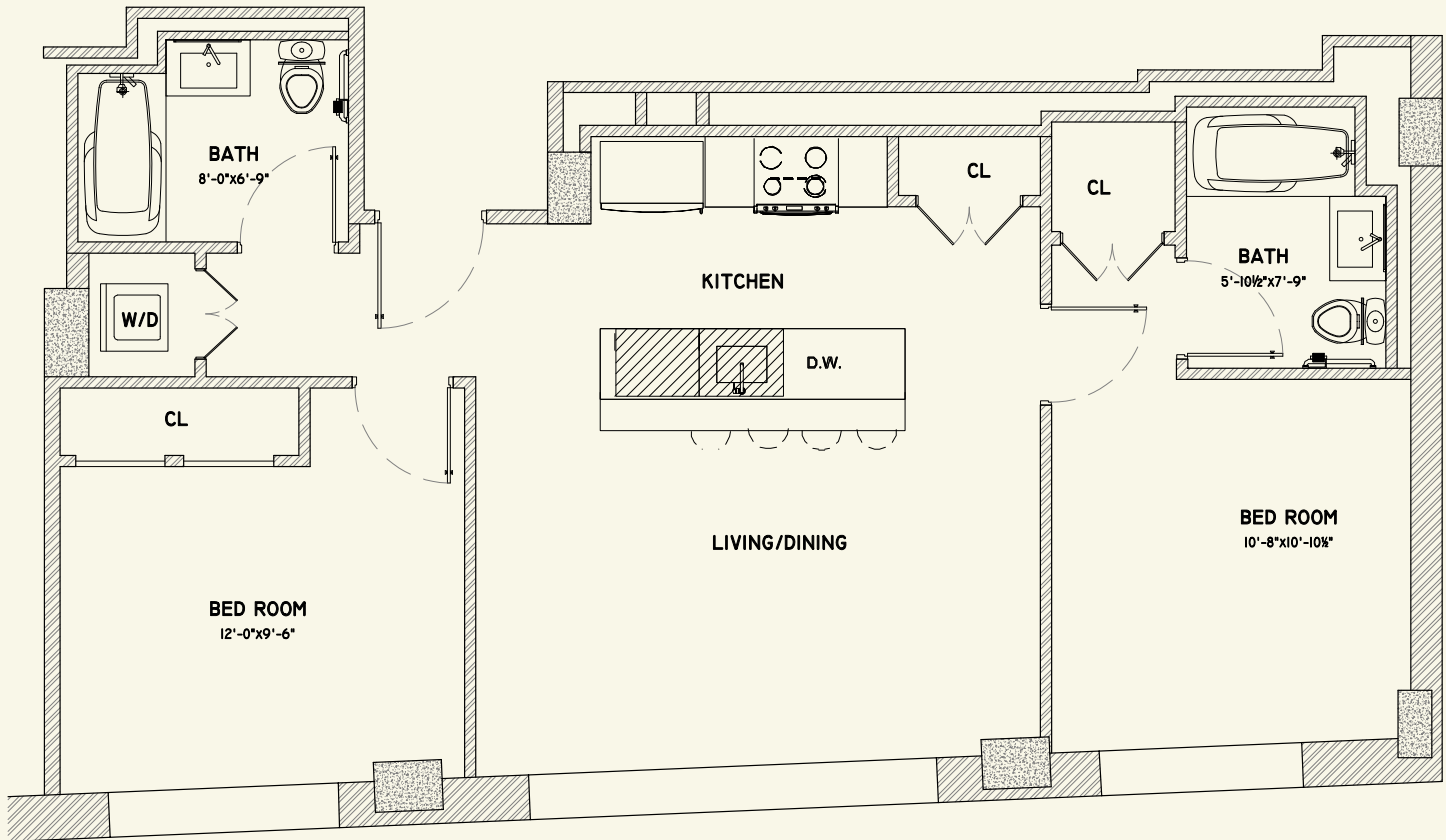 BATH
8'-0"x6'-9"
W/D
CL
BED ROOM
12'-0"x9'-6"
KITCHEN
D.W.
LIVING/DINING
CL
CL
BATH
5'-10½"x7'-9"
BED ROOM
10'-8"x10'-10½"